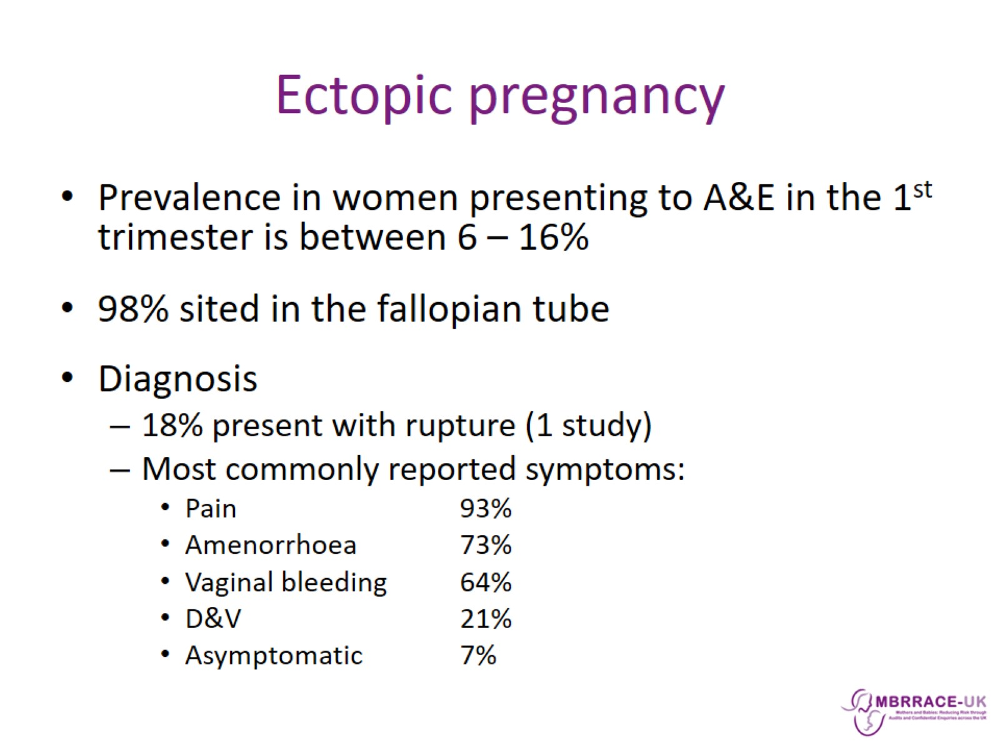 Ectopic pregnancy
• Prevalence in women presenting to A&E in the 1st
trimester is between 6 – 16%
• 98% sited in the fallopian tube
• Diagnosis
– 18% present with rupture (1 study)
– Most commonly reported symptoms:
• Pain 93%
• Amenorrhoea 73%
• Vaginal bleeding 64%
• D&V 21%
• Asymptomatic 7%
MBRRACE-UK
Mothers and Babies: Reducing Risk through
Audits and Confidential Enquiries across the UK